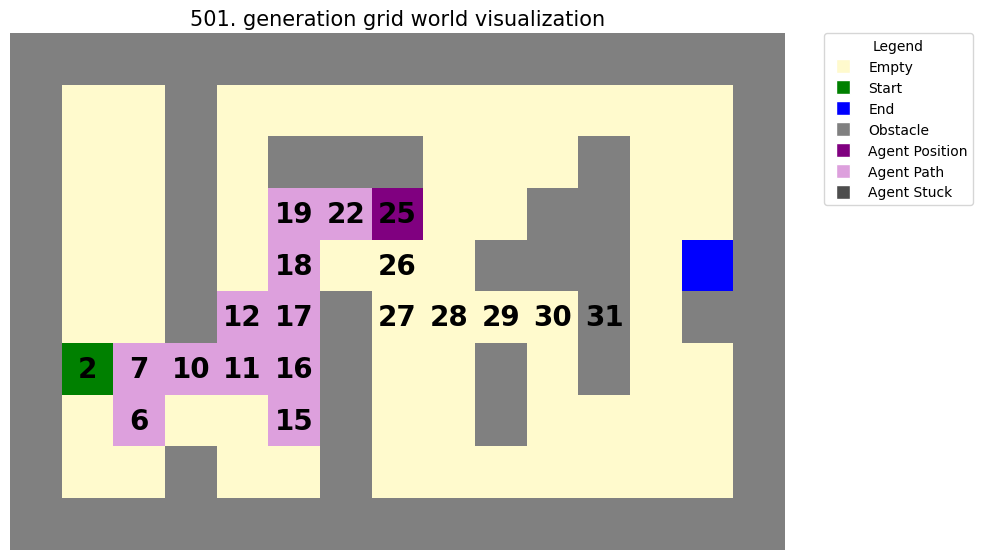 501. generation grid world visualization
Legend
Empty
Start
End
Obstacle
Agent Position
Agent Path
Agent Stuck
19 22 25
18 26
12 17 27 28 29 30 31
2 7 10 11 16
6 15